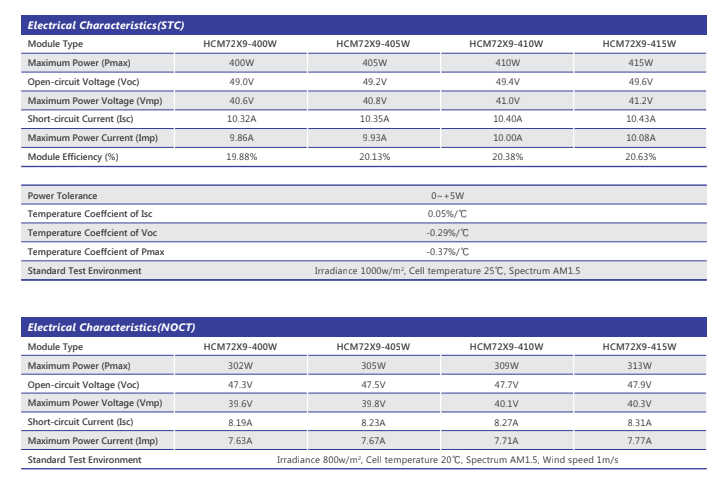 Electrical Characteristics(STC)
Module Type HCM72X9-400W HCM72X9-405W HCM72X9-410W HCM72X9-415W
Maximum Power (Pmax) 400W 405W 410W 415W
Open-circuit Voltage (Voc) 49.0V 49.2V 49.4V 49.6V
Maximum Power Voltage (Vmp) 40.6V 40.8V 41.0V 41.2V
Short-circuit Current (Isc) 10.32A 10.35A 10.40A 10.43A
Maximum Power Current (Imp) 9.86A 9.93A 10.00A 10.08A
Module Efficiency (%) 19.88% 20.13% 20.38% 20.63%
Power Tolerance 0~+5W
Temperature Coeffcient of Isc 0.05%/℃
Temperature Coeffcient of Voc -0.29%/℃
Temperature Coeffcient of Pmax -0.37%/℃
Standard Test Environment Irradiance 1000w/m², Cell temperature 25℃, Spectrum AM1.5
Electrical Characteristics(NOCT)
Module Type HCM72X9-400W HCM72X9-405W HCM72X9-410W HCM72X9-415W
Maximum Power (Pmax) 302W 305W 309W 313W
Open-circuit Voltage (Voc) 47.3V 47.5V 47.7V 47.9V
Maximum Power Voltage (Vmp) 39.6V 39.8V 40.1V 40.3V
Short-circuit Current (Isc) 8.19A 8.23A 8.27A 8.31A
Maximum Power Current (Imp) 7.63A 7.67A 7.71A 7.77A
Standard Test Environment Irradiance 800w/m², Cell temperature 20℃, Spectrum AM1.5, Wind speed 1m/s